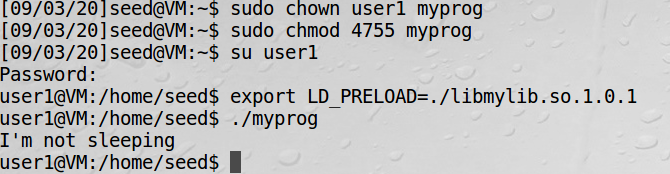 [09/03/20]seed@VM:~$ sudo chown user1 myprog
[09/03/20]seed@VM:~$ sudo chmod 4755 myprog
[09/03/20]seed@VM:~$ su user1
Password:
user1@VM:/home/seed$ export LD_PRELOAD=./libmylib.so.1.0.1
user1@VM:/home/seed$ ./myprog
I'm not sleeping
user1@VM:/home/seed$